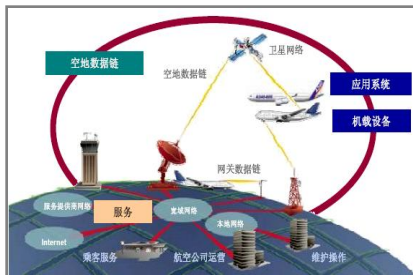 卫星网络
空地数据链
空地数据链
应用系统
机载设备
网关数据链
服务提供商网络
服务
宽域网络
本地网络
Internet
乘客服务
航空公司运营
维护操作